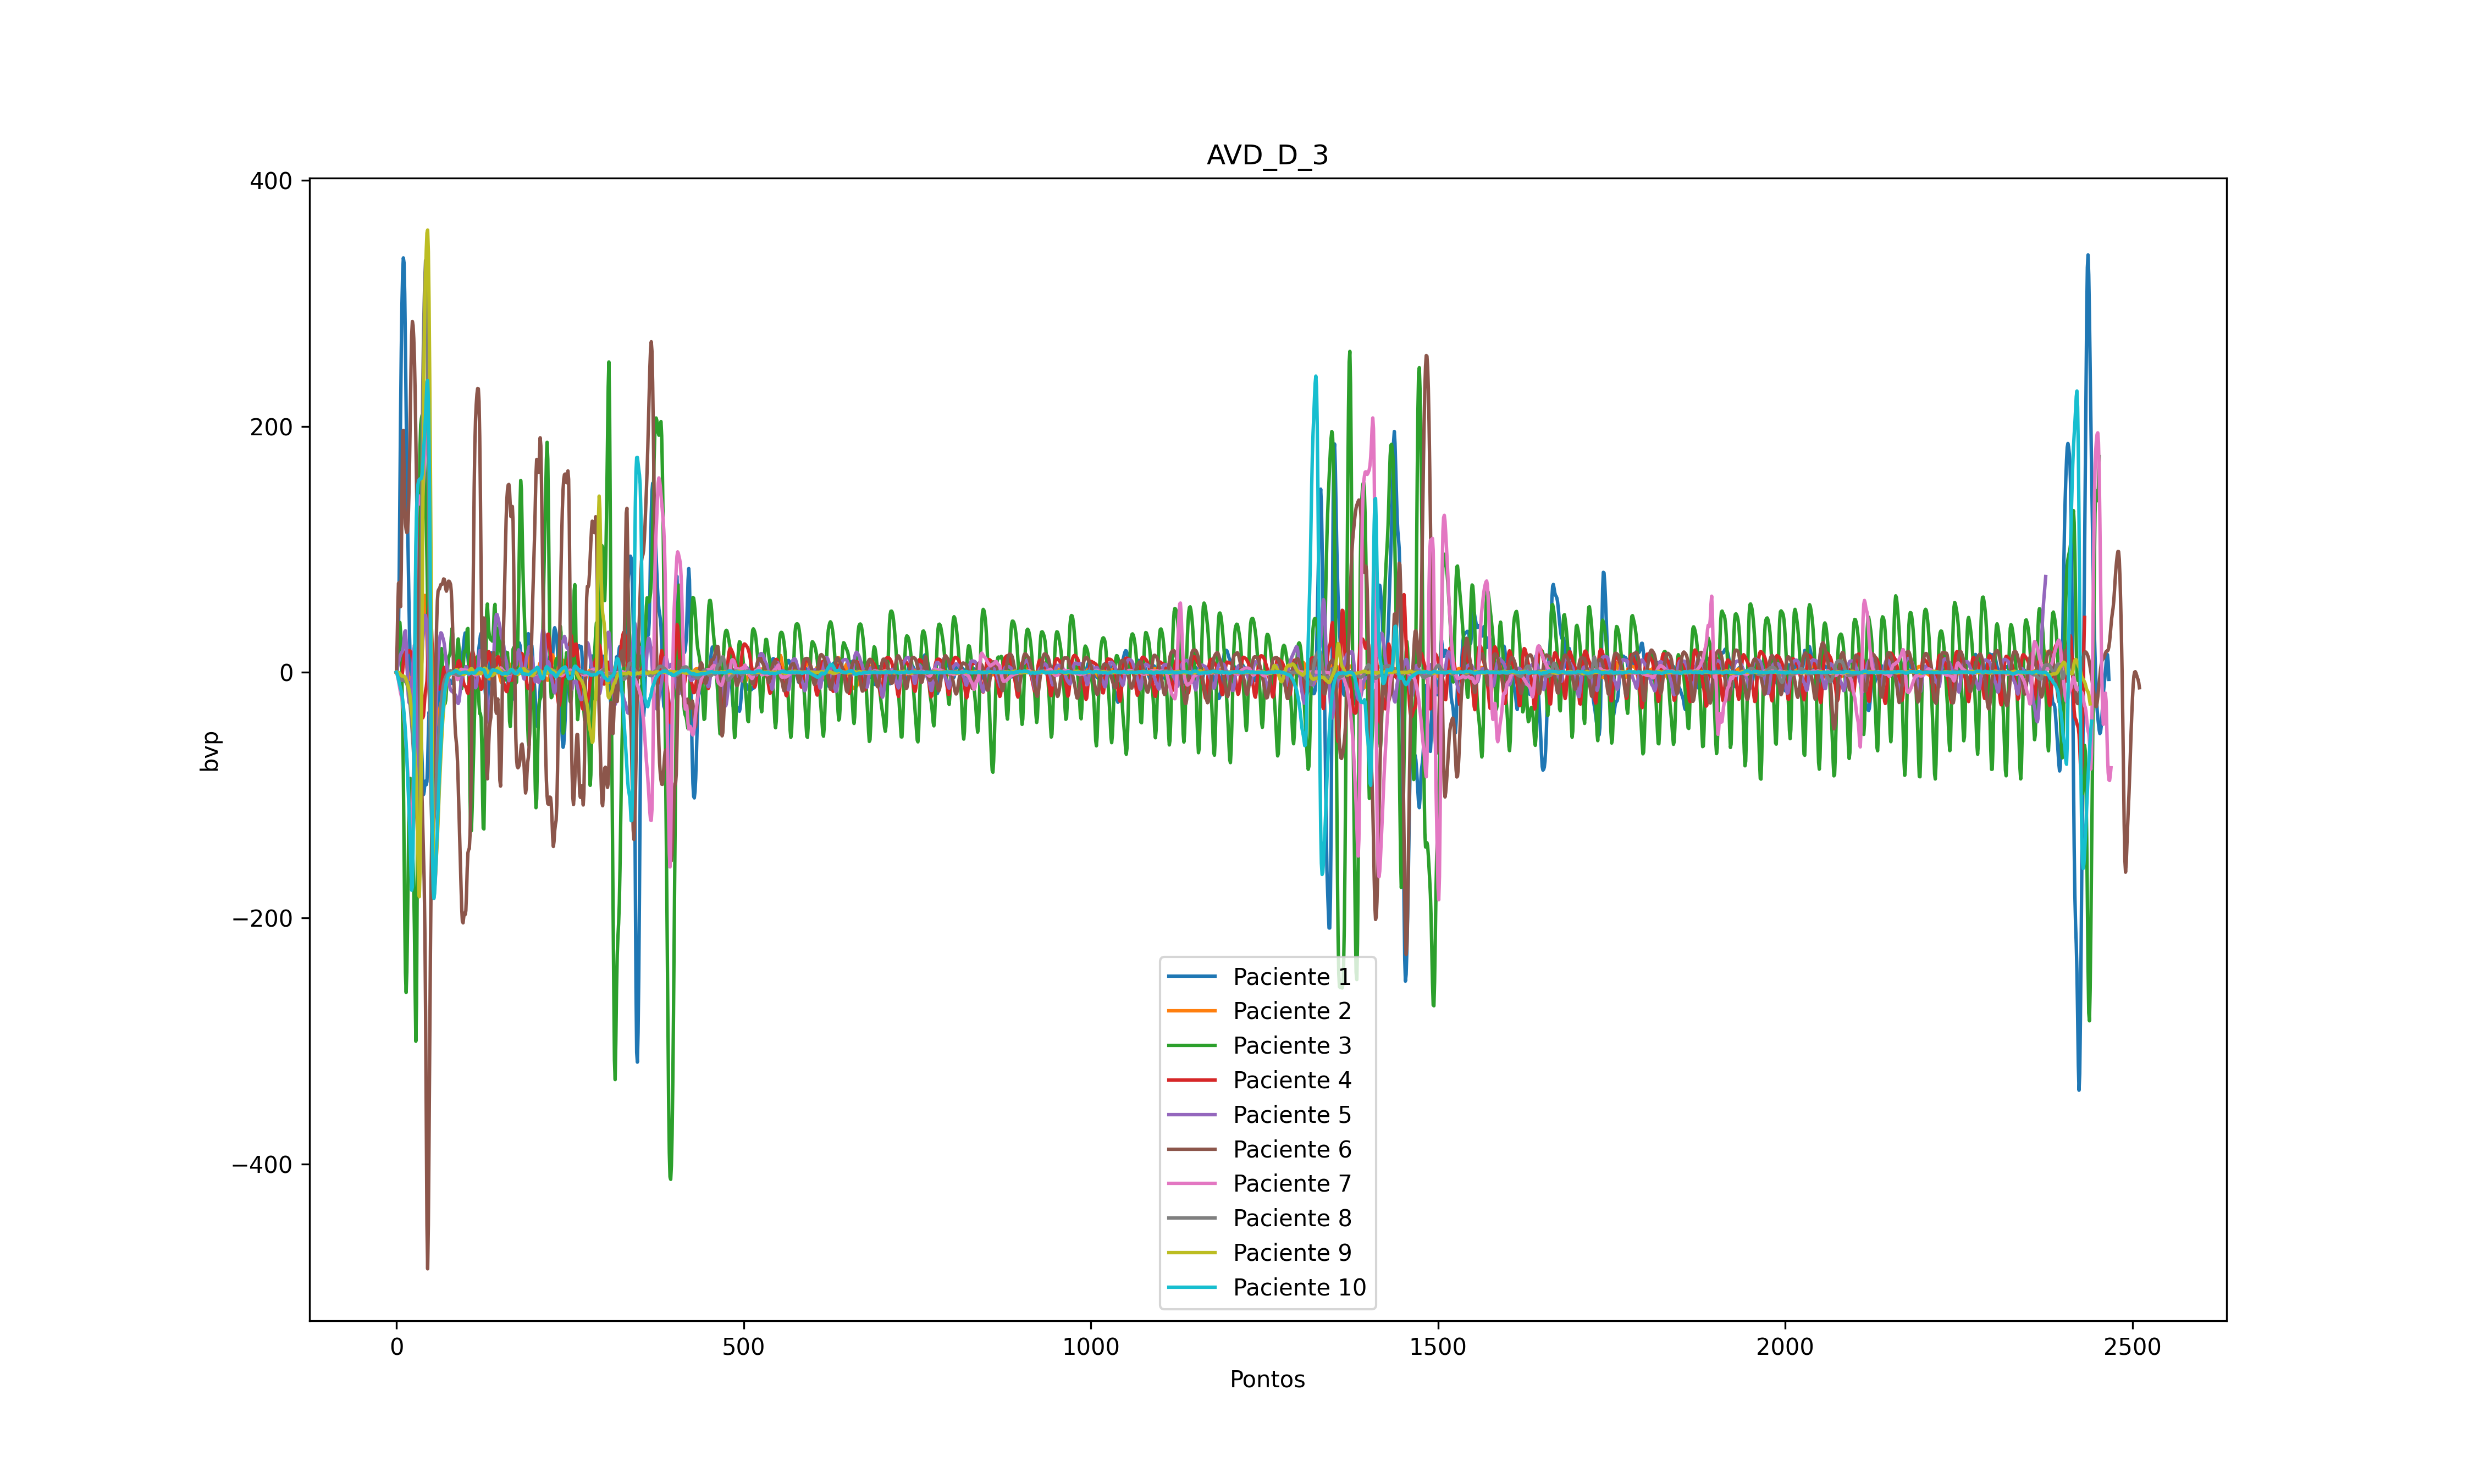 AVD_D_3
400
200
0
−200
−400
bvp
Paciente 1
Paciente 2
Paciente 3
Paciente 4
Paciente 5
Paciente 6
Paciente 7
Paciente 8
Paciente 9
Paciente 10
0 500 1000 1500 2000 2500
Pontos